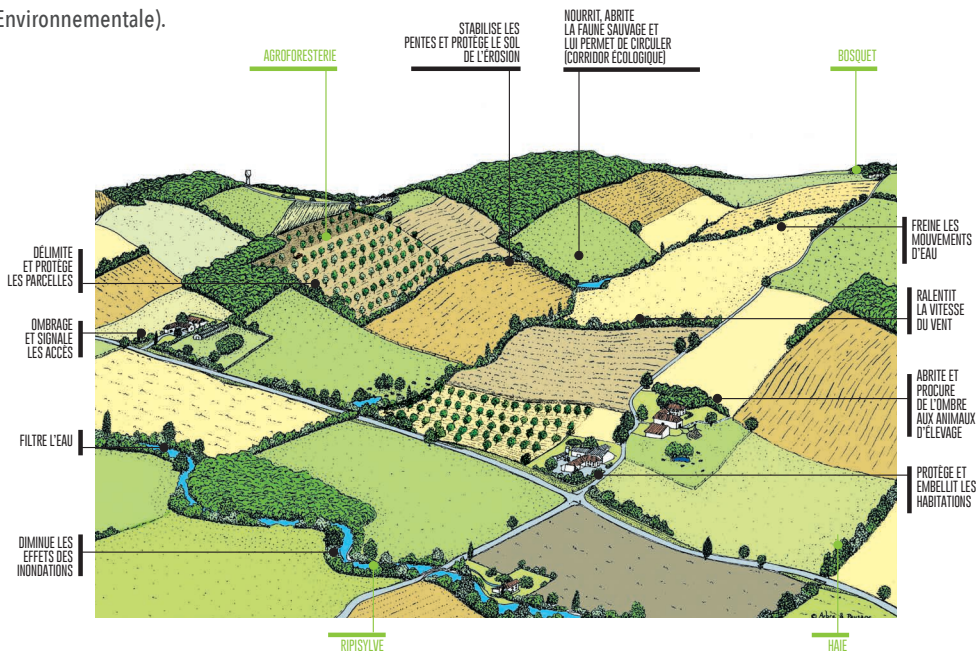 Environnementale).
AGROFORESTERIE
STABILISE LES
PENTES ET PROTÈGE LE SOL
DE L'ÉROSION
NOURRIT, ABRITE
LA FAUNE SAUVAGE ET
LUI PERMET DE CIRCULER
(CORRIDOR ÉCOLOGIQUE)
BOSQUET
DÉLIMITE
ET PROTÈGE
LES PARCELLES
OMBRAGE
ET SIGNALE
LES ACCÈS
FILTRE L'EAU
DIMINUE LES
EFFETS DES
INONDATIONS
FREINE LES
MOUVEMENTS
D'EAU
RALENTIT
LA VITESSE
DU VENT
ABRITE ET
PROCURE
DE L'OMBRE
AUX ANIMAUX
D'ÉLEVAGE
PROTÈGE ET
EMBELLIT LES
HABITATIONS
RIPISYLVE
HAIE